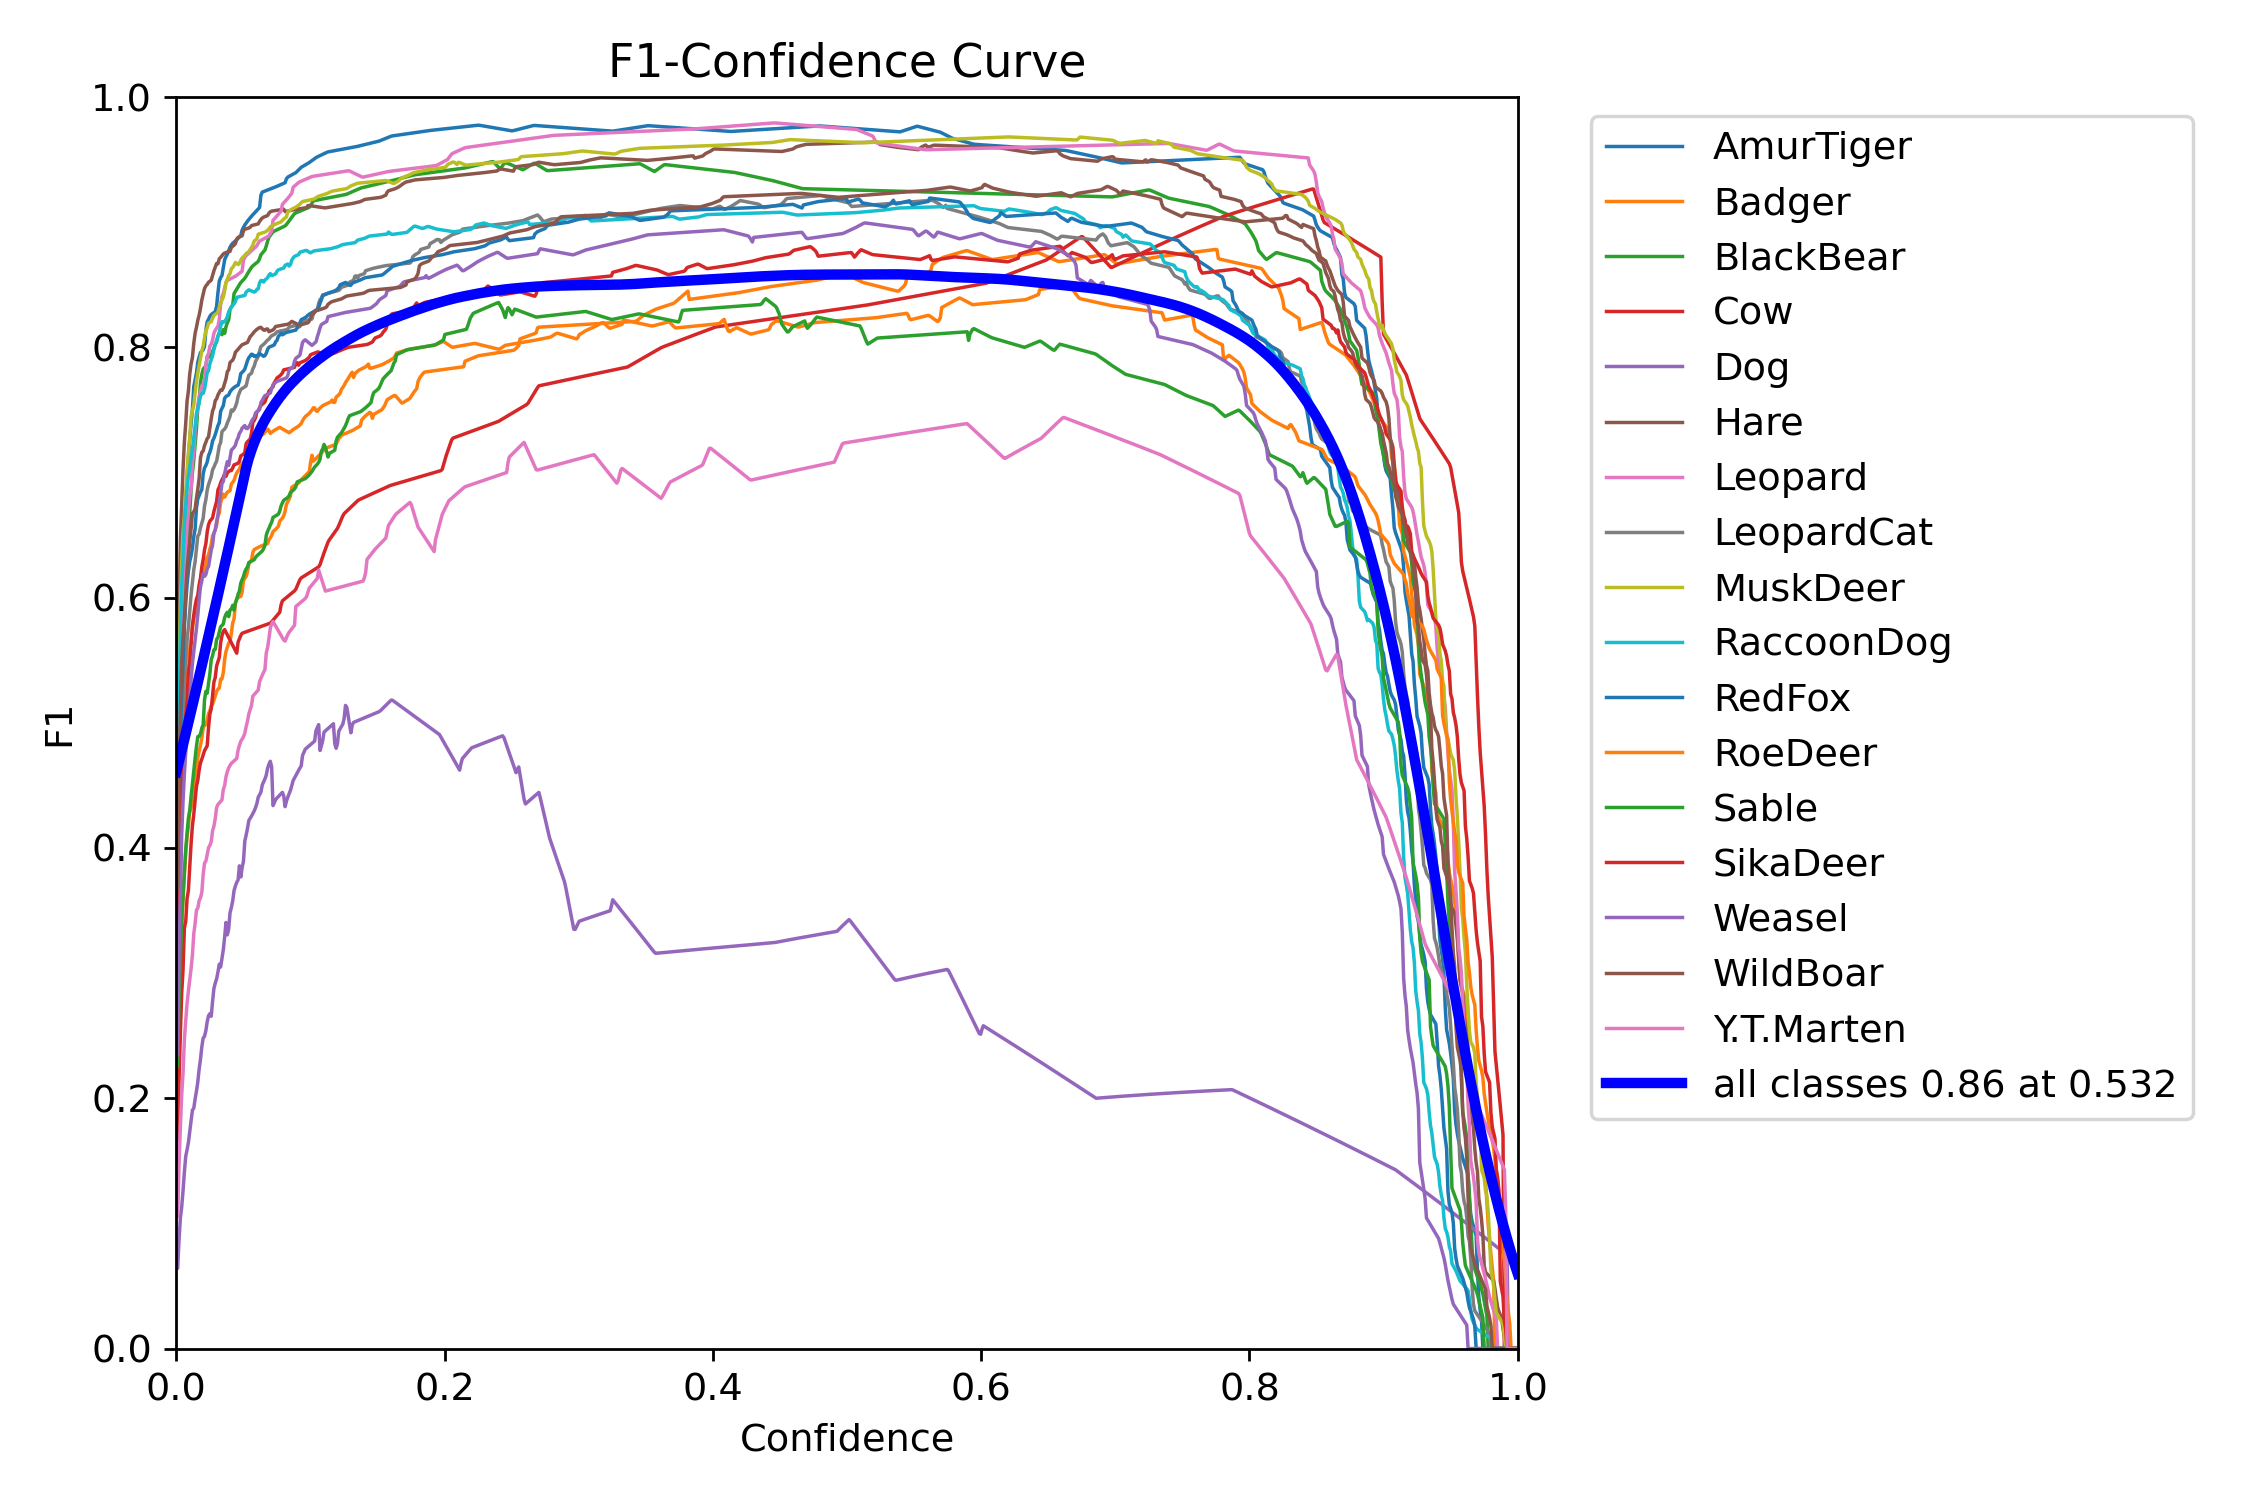 F1-Confidence Curve
1.0
0.8
0.6
0.4
0.2
0.0
F1
0.0 0.2 0.4 0.6 0.8 1.0
Confidence
AmurTiger
Badger
BlackBear
Cow
Dog
Hare
Leopard
LeopardCat
MuskDeer
RaccoonDog
RedFox
RoeDeer
Sable
SikaDeer
Weasel
WildBoar
Y.T.Marten
all classes 0.86 at 0.532